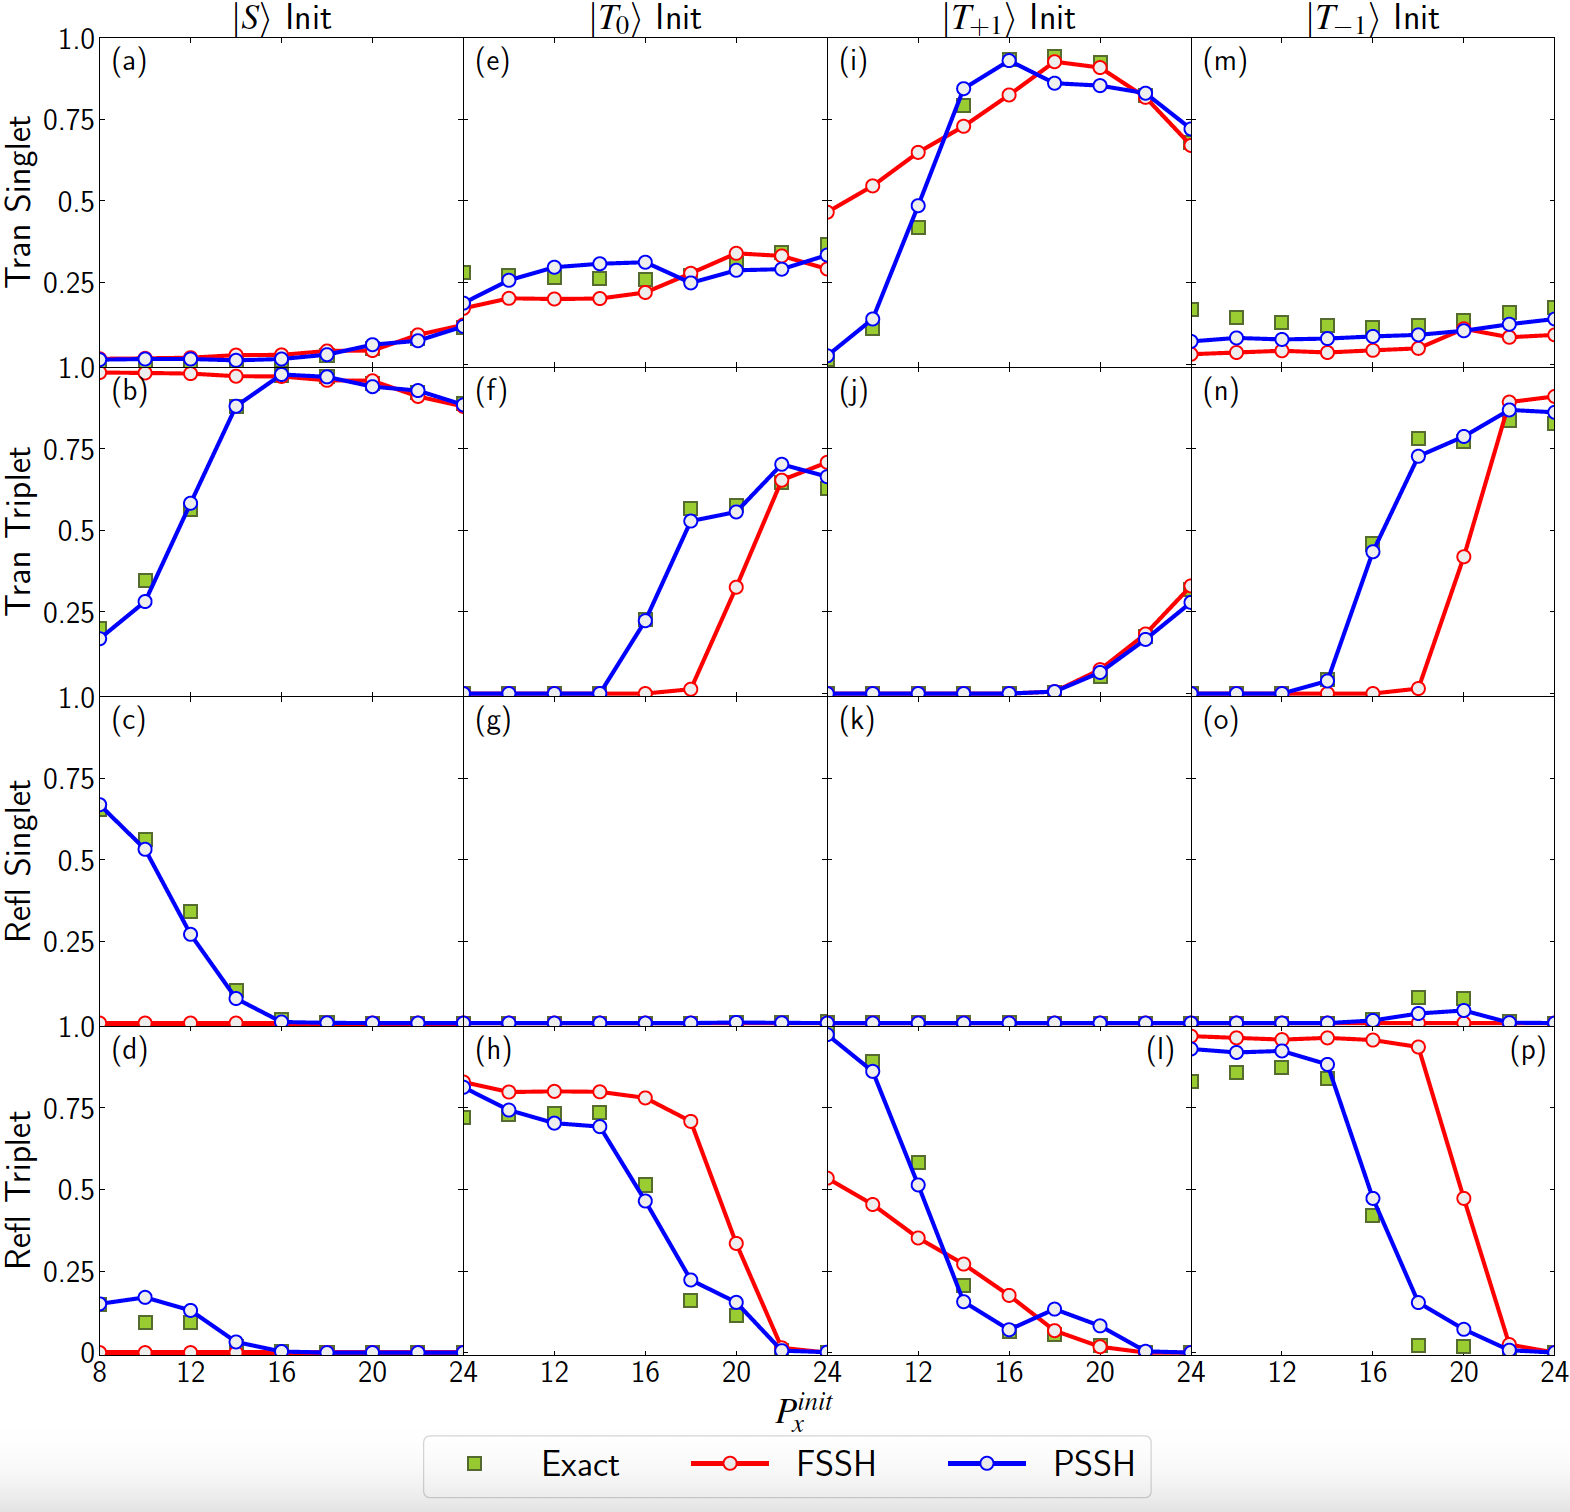 |S⟩ Init |T₀⟩ Init |T₊₁⟩ Init |T₋₁⟩ Init
Tran Singlet
1.0
0.75
0.5
0.25
(a) (e) (i) (m)
Tran Triplet
1.0
1.0
0.75
0.5
0.25
(b) (f) (j) (n)
Refl Singlet
1.0
0.75
0.5
0.25
(c) (g) (k) (o)
Refl Triplet
1.0
0.75
0.5
0.25
0
(d) (h) (l) (p)
8 12 16 20 24 12 16 20 24 12 16 20 24 12 16 20 24
Pₓⁱⁿⁱᵗ
Exact FSSH PSSH